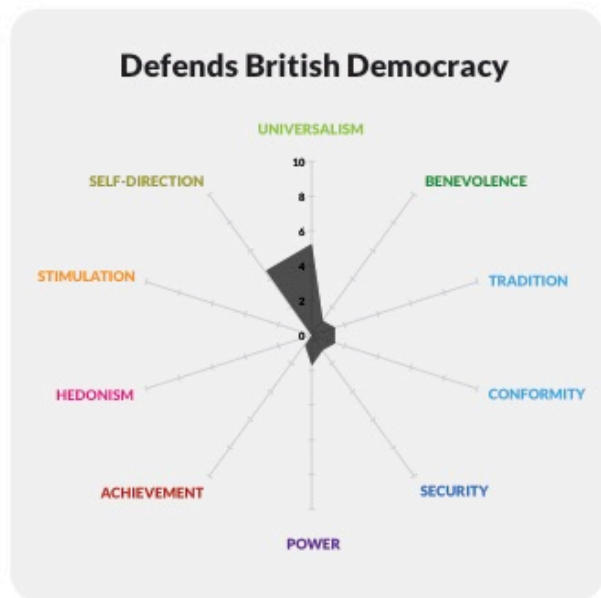 Defends British Democracy
UNIVERSALISM
10
SELF-DIRECTION
BENEVOLENCE
8
6
4
STIMULATION
TRADITION
2
0
HEDONISM
CONFORMITY
ACHIEVEMENT
SECURITY
POWER